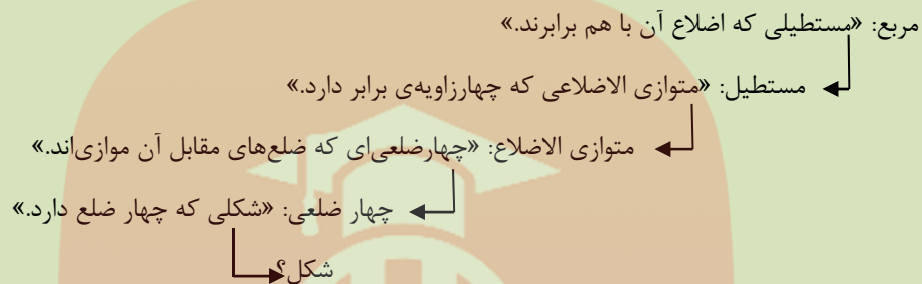 مربع: «مستطیلی که اضلاع آن با هم برابرند.»
مستطیل: «متوازی الاضلاعی که چهارزاویه‌ی برابر دارد.»
متوازی الاضلاع: «چهارضلعی‌ای که ضلع‌های مقابل آن موازی‌اند.»
چهار ضلعی: «شکلی که چهار ضلع دارد.»
شکل؟